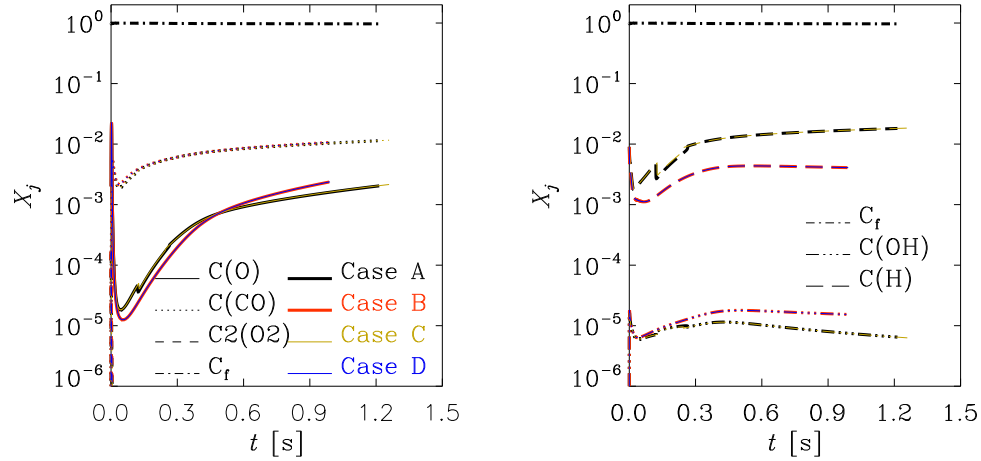 10^0
10^-1
10^-2
10^-3
10^-4
10^-5
10^-6
X_j
C(O)
C(CO)
C2(O2)
C_f
Case A
Case B
Case C
Case D
0.0 0.3 0.6 0.9 1.2 1.5
t [s]
10^0
10^-1
10^-2
10^-3
10^-4
10^-5
10^-6
X_j
C_f
C(OH)
C(H)
0.0 0.3 0.6 0.9 1.2 1.5
t [s]